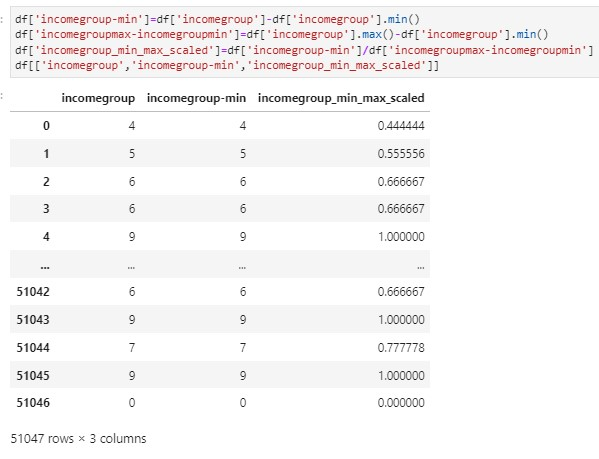 : df['incomegroup-min']=df['incomegroup']-df['incomegroup'].min()
df['incomegroupmax-incomegroupmin']=df['incomegroup'].max()-df['incomegroup'].min()
df['incomegroup_min_max_scaled']=df['incomegroup-min']/df['incomegroupmax-incomegroupmin']
df[['incomegroup','incomegroup-min','incomegroup_min_max_scaled']]
:
incomegroup incomegroup-min incomegroup_min_max_scaled
0 4 4 0.444444
1 5 5 0.555556
2 6 6 0.666667
3 6 6 0.666667
4 9 9 1.000000
... ... ... ...
51042 6 6 0.666667
51043 9 9 1.000000
51044 7 7 0.777778
51045 9 9 1.000000
51046 0 0 0.000000
51047 rows × 3 columns